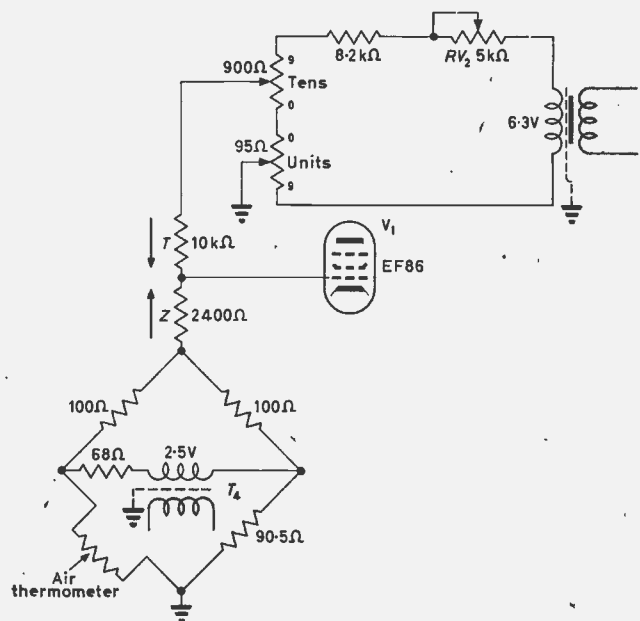 8·2kΩ
RV₂ 5kΩ
900Ω
9
Tens
0
95Ω
0
Units
9
6·3V
V₁
EF86
T
10kΩ
Z
2400Ω
100Ω
100Ω
68Ω
2·5V
T₄
90·5Ω
Air
thermometer